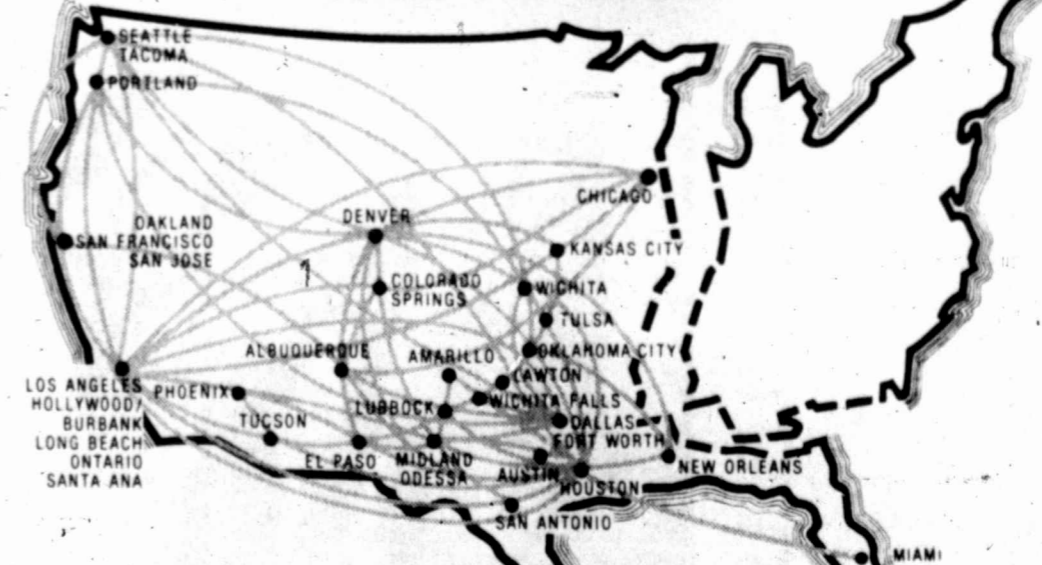 SEATTLE
TACOMA
PORTLAND
CHICAGO
DENVER
OAKLAND
SAN FRANCISCO
SAN JOSE
KANSAS CITY
COLORADO
SPRINGS
WICHITA
TULSA
ALBUQUERQUE
AMARILLO
OKLAHOMA CITY
LAWTON
LOS ANGELES
HOLLYWOOD/
BURBANK
LONG BEACH
ONTARIO
SANTA ANA
PHOENIX
TUCSON
LUBBOCK
WICHITA FALLS
DALLAS
FORT WORTH
EL PASO
MIDLAND
ODESSA
AUSTIN
HOUSTON
NEW ORLEANS
SAN ANTONIO
MIAMI